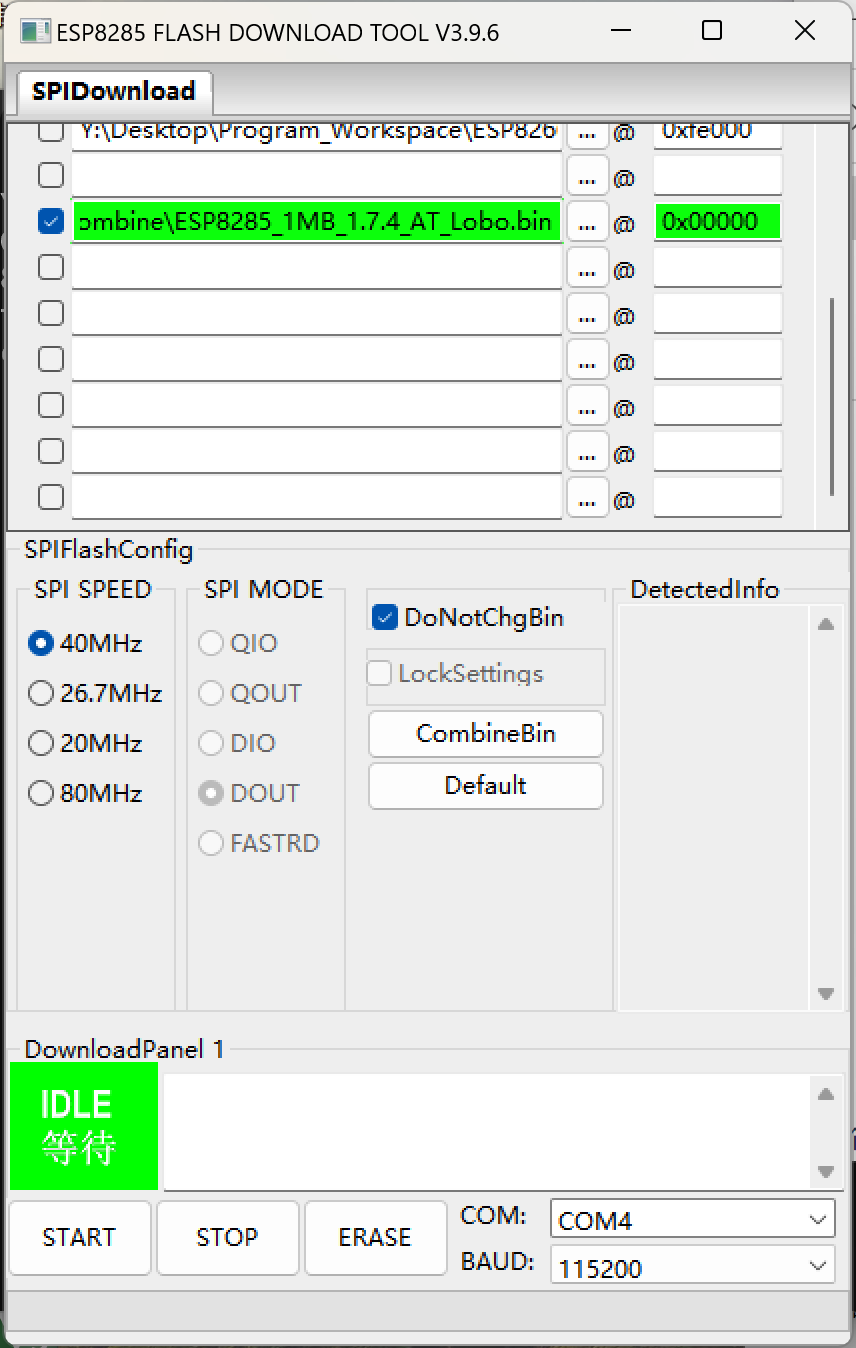 ESP8285 FLASH DOWNLOAD TOOL V3.9.6
SPIDownload
Y:\Desktop\Program_Workspace\ESP826 ... @ 0xfe000
... @
ombine\ESP8285_1MB_1.7.4_AT_Lobo.bin ... @ 0x00000
... @
... @
... @
... @
... @
... @
SPIFlashConfig
SPI SPEED
40MHz
26.7MHz
20MHz
80MHz
SPI MODE
QIO
QOUT
DIO
DOUT
FASTRD
DoNotChgBin
LockSettings
CombineBin
Default
DetectedInfo
DownloadPanel 1
IDLE
等待
START STOP ERASE
COM: COM4
BAUD: 115200